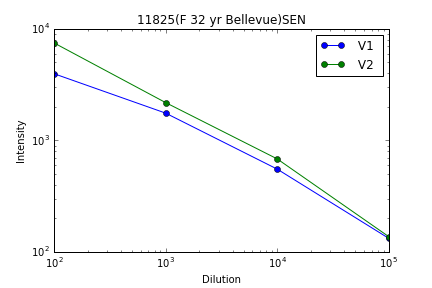 11825(F 32 yr Bellevue)SEN
10^4
V1
V2
10^3
Intensity
10^2
10^2 10^3 10^4 10^5
Dilution